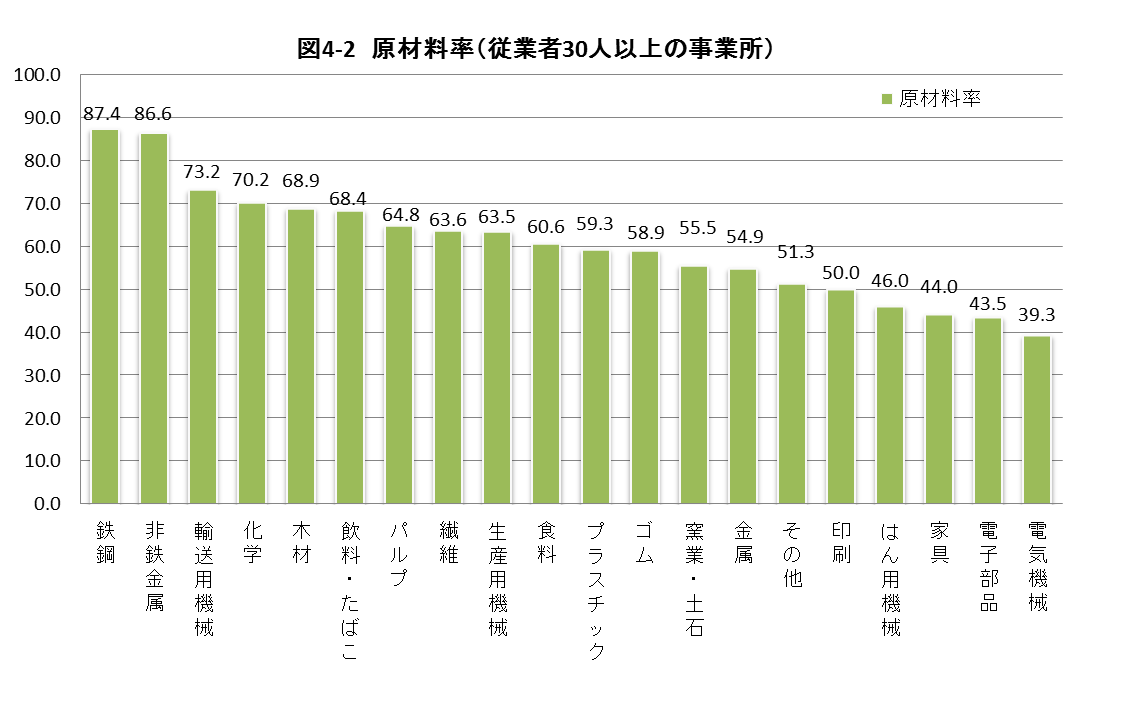 図4-2 原材料率(従業者30人以上の事業所)
原材料率
100.0
90.0
80.0
70.0
60.0
50.0
40.0
30.0
20.0
10.0
0.0
87.4
86.6
73.2
70.2
68.9
68.4
64.8
63.6
63.5
60.6
59.3
58.9
55.5
54.9
51.3
50.0
46.0
44.0
43.5
39.3
鉄鋼
非鉄金属
輸送用機械
化学
木材
飲料・たばこ
パルプ
繊維
生産用機械
食料
プラスチック
ゴム
窯業・土石
金属
その他
印刷
はん用機械
家具
電子部品
電気機械